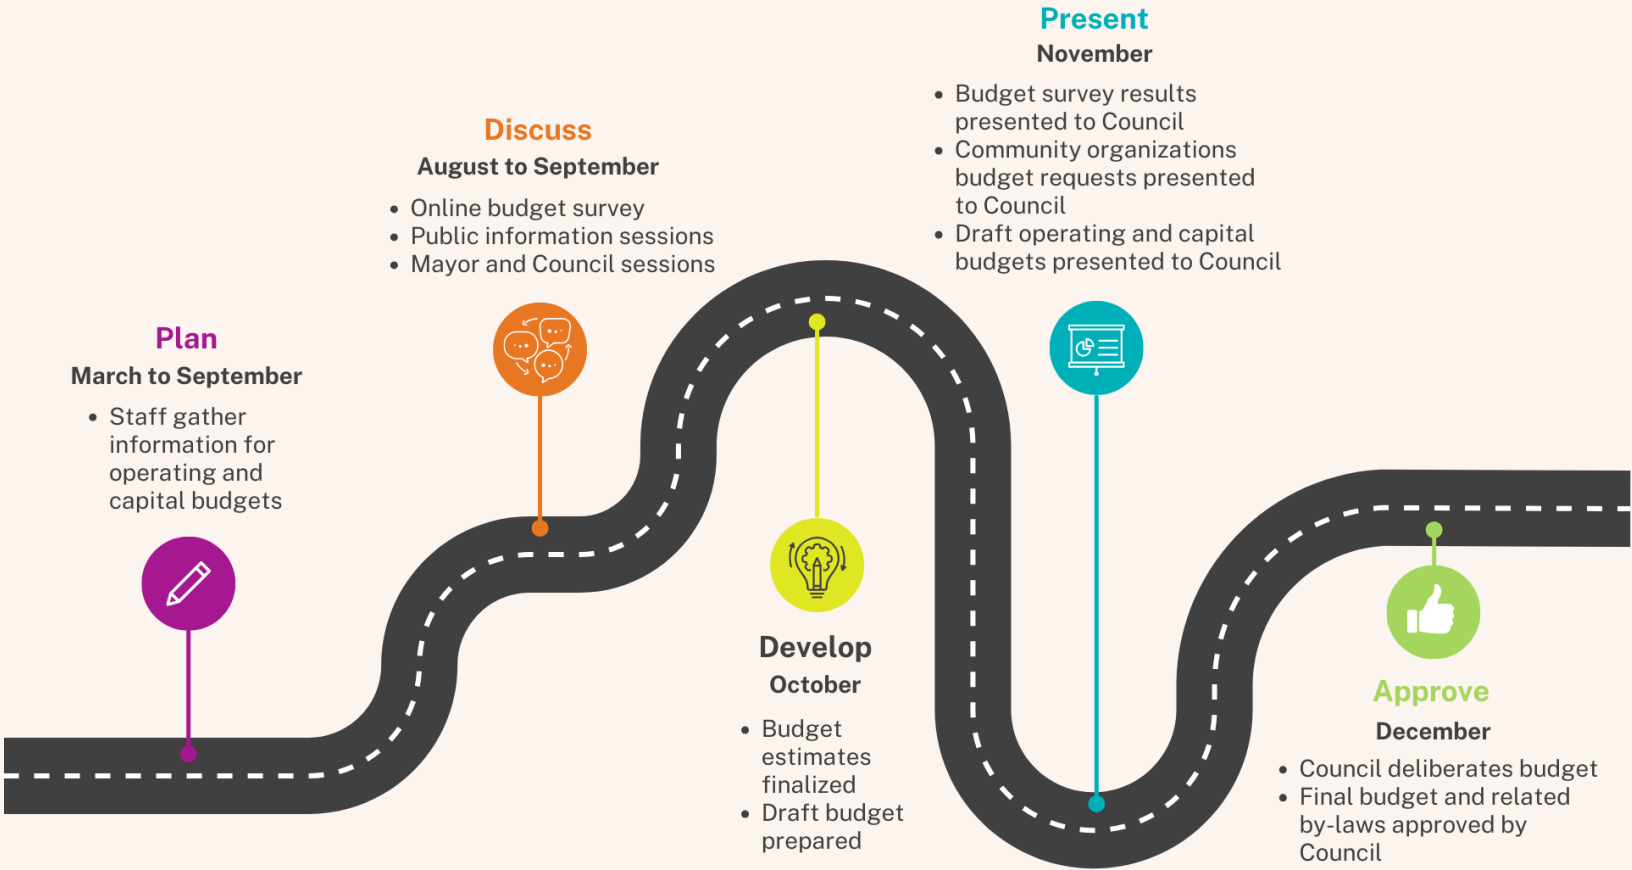 Plan
March to September
• Staff gather
information for
operating and
capital budgets
Discuss
August to September
• Online budget survey
• Public information sessions
• Mayor and Council sessions
Develop
October
• Budget
estimates
finalized
• Draft budget
prepared
Present
November
• Budget survey results
presented to Council
• Community organizations
budget requests presented
to Council
• Draft operating and capital
budgets presented to Council
Approve
December
• Council deliberates budget
• Final budget and related
by-laws approved by
Council